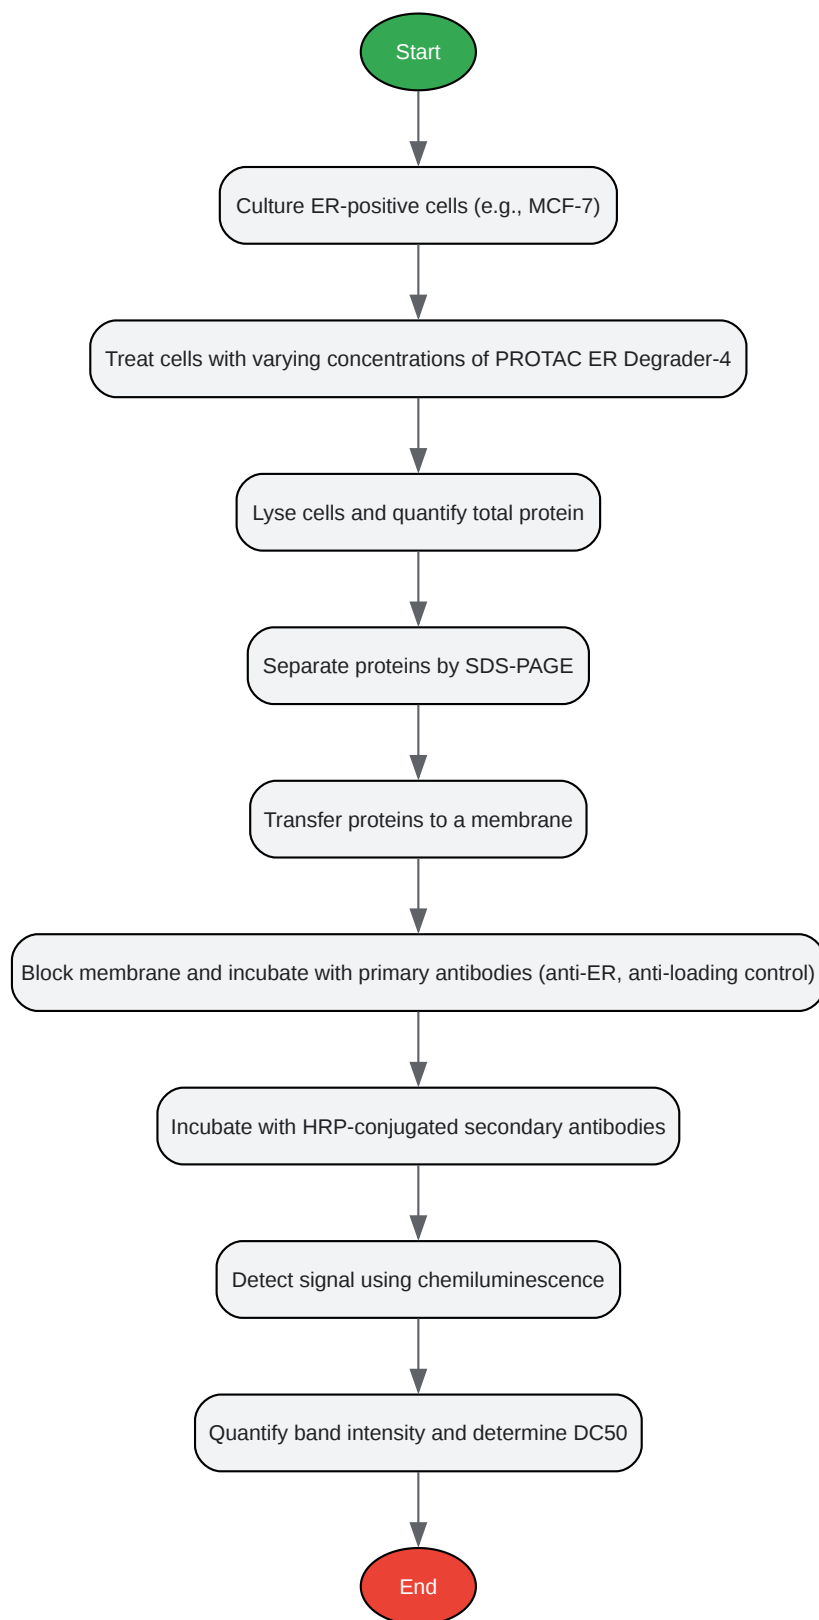 Start
Culture ER-positive cells (e.g., MCF-7)
Treat cells with varying concentrations of PROTAC ER Degrader-4
Lyse cells and quantify total protein
Separate proteins by SDS-PAGE
Transfer proteins to a membrane
Block membrane and incubate with primary antibodies (anti-ER, anti-loading control)
Incubate with HRP-conjugated secondary antibodies
Detect signal using chemiluminescence
Quantify band intensity and determine DC50
End